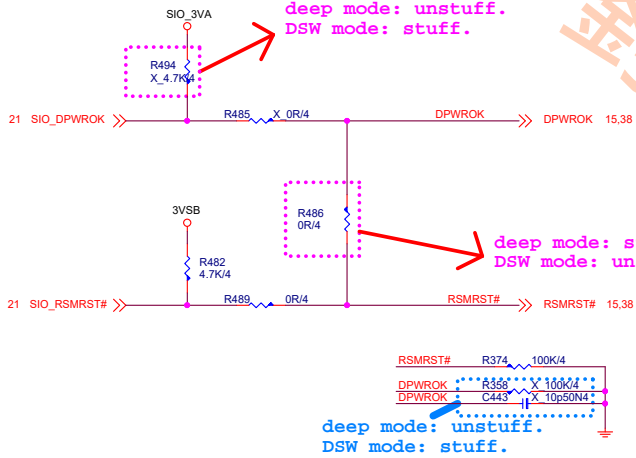 deep mode: unstuff.
SIO_3VA
DSW mode: stuff.
R494
X_4.7K/4
21 SIO_DPWROK
R485
X_0R/4
DPWROK
DPWROK 15,38
3VSB
R486
0R/4
R482
4.7K/4
deep mode: s
DSW mode: un
21 SIO_RSMRST#
R489
0R/4
RSMRST#
RSMRST# 15,38
RSMRST# R374 100K/4
DPWROK R358 X_100K/4
DPWROK C443 X_10p50N4
deep mode: unstuff.
DSW mode: stuff.